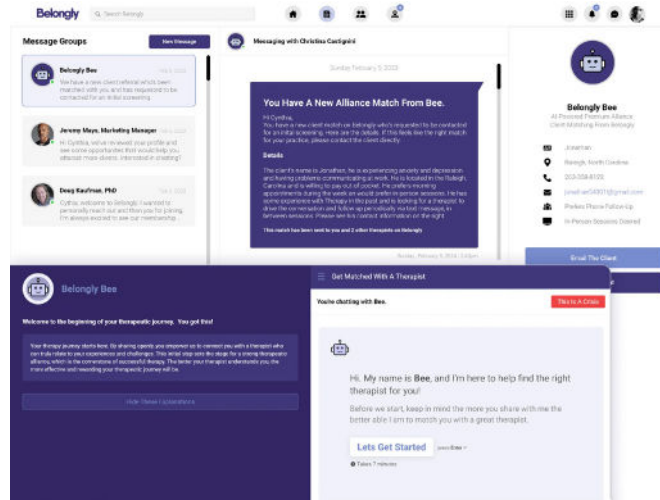 Belongly
Search Belongly
Message Groups
New Message
Belongly Bee
We have a new client referral who's been
matched with you and has requested to be
contacted for an initial screening.
Jeremy Mays, Marketing Manager
Hi Cynthia, we've reviewed your profile and
see some opportunities that would help you
attract more clients. Interested in chatting?
Doug Kaufman, PhD
personally reach out and thank you for joining.
I'm always excited to see our membership
Messaging with Christina Castignini
Sunday February 5, 2023
You Have A New Alliance Match From Bee.
Hi Cynthia,
You have a new client match on Belongly who's requested to be contacted
for an initial screening. Here are the details. If this feels like the right match
for your practice, please contact the client directly.
Details
The client's name is Jonathan, he is experiencing anxiety and depression
and having problems communicating at work. He is located in the Raleigh,
Carolina and is willing to pay out of pocket. He prefers morning
appointments during the week on would prefer in-person sessions. He has
some experience with Therapy in the past and is looking for a therapist to
drive the conversation and follow up periodically via text message, in
between sessions. Please see his contact information on the right.
This match has been sent to you and 2 other therapists on Belongly
Belongly Bee
AI Powered Premium Alliance
Client Matching From Belongly
Jonathan
Raleigh, North Carolina
Prefers Phone Follow-Up
In-Person Sessions Desired
Email The Client
Belongly Bee
Welcome to the beginning of your therapeutic journey. You got this!
Your therapy journey starts here. By sharing openly you empower us to connect you with a therapist who
can truly relate to your experiences and challenges. This initial step sets the stages for a strong therapeutic
alliance, which is the cornerstone of successful therapy. The better your therapist understands you, the
more effective and rewarding your therapeutic journey will be.
Hide These Explanations
Get Matched With A Therapist
You're chatting with Bee.
This Is A Crisis
Hi. My name is Bee, and I'm here to help find the right
therapist for you!
Before we start, keep in mind the more you share with me the
better able I am to match you with a great therapist.
Lets Get Started
press Enter
Takes 7 minutes